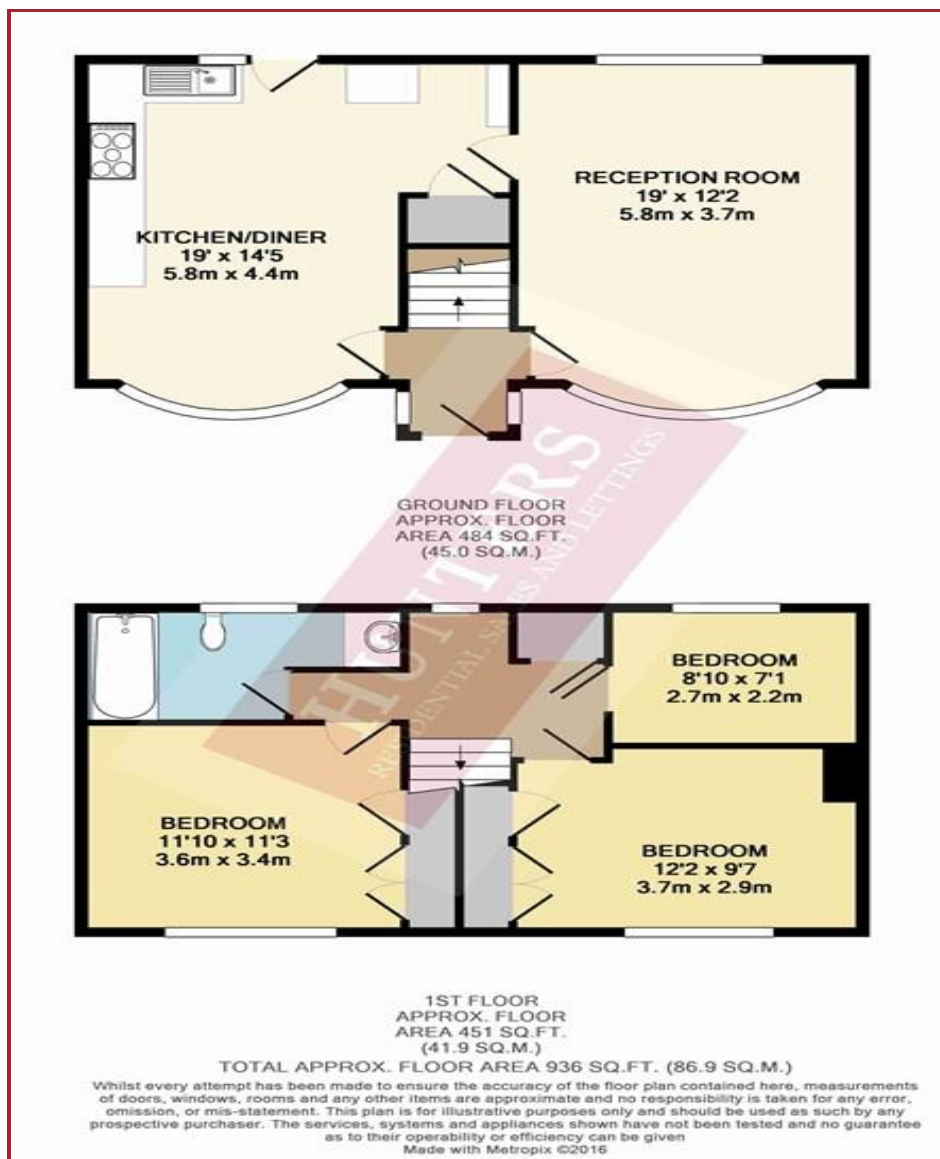 KITCHEN/DINER
19' x 14'5
5.8m x 4.4m
RECEPTION ROOM
19' x 12'2
5.8m x 3.7m
GROUND FLOOR
APPROX. FLOOR
AREA 484 SQ.FT.
(45.0 SQ.M.)
HUNTERS
RESIDENTIAL SALES AND LETTINGS
BEDROOM
8'10 x 7'1
2.7m x 2.2m
BEDROOM
11'10 x 11'3
3.6m x 3.4m
BEDROOM
12'2 x 9'7
3.7m x 2.9m
1ST FLOOR
APPROX. FLOOR
AREA 451 SQ.FT.
(41.9 SQ.M.)
TOTAL APPROX. FLOOR AREA 936 SQ.FT. (86.9 SQ.M.)
Whilst every attempt has been made to ensure the accuracy of the floor plan contained here, measurements
of doors, windows, rooms and any other items are approximate and no responsibility is taken for any error,
omission, or mis-statement. This plan is for illustrative purposes only and should be used as such by any
prospective purchaser. The services, systems and appliances shown have not been tested and no guarantee
as to their operability or efficiency can be given
Made with Metropix ©2016